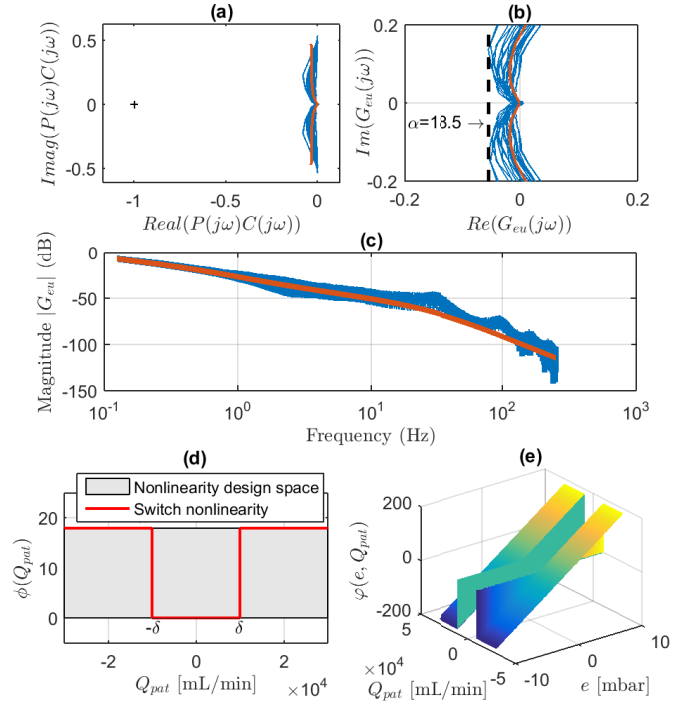 (a)
(b)
Imag(P(jω)C(jω)
0.5
0
-0.5
-1
-0.5
0
Real(P(jω)C(jω))
Im(G_eu(jω))
0.2
0
-0.2
α=18.5 →
-0.2
0
0.2
Re(G_eu(jω))
(c)
Magnitude |G_eu| (dB)
0
-50
-100
-150
10^-1
10^0
10^1
10^2
10^3
Frequency (Hz)
(d)
Nonlinearity design space
Switch nonlinearity
ϕ(Q_pat)
20
10
0
-δ
δ
-2
0
2
Q_pat [mL/min]
×10^4
(e)
φ(e, Q_pat)
200
0
-200
5
0
-5
×10^4
Q_pat [mL/min]
-10
0
10
e [mbar]